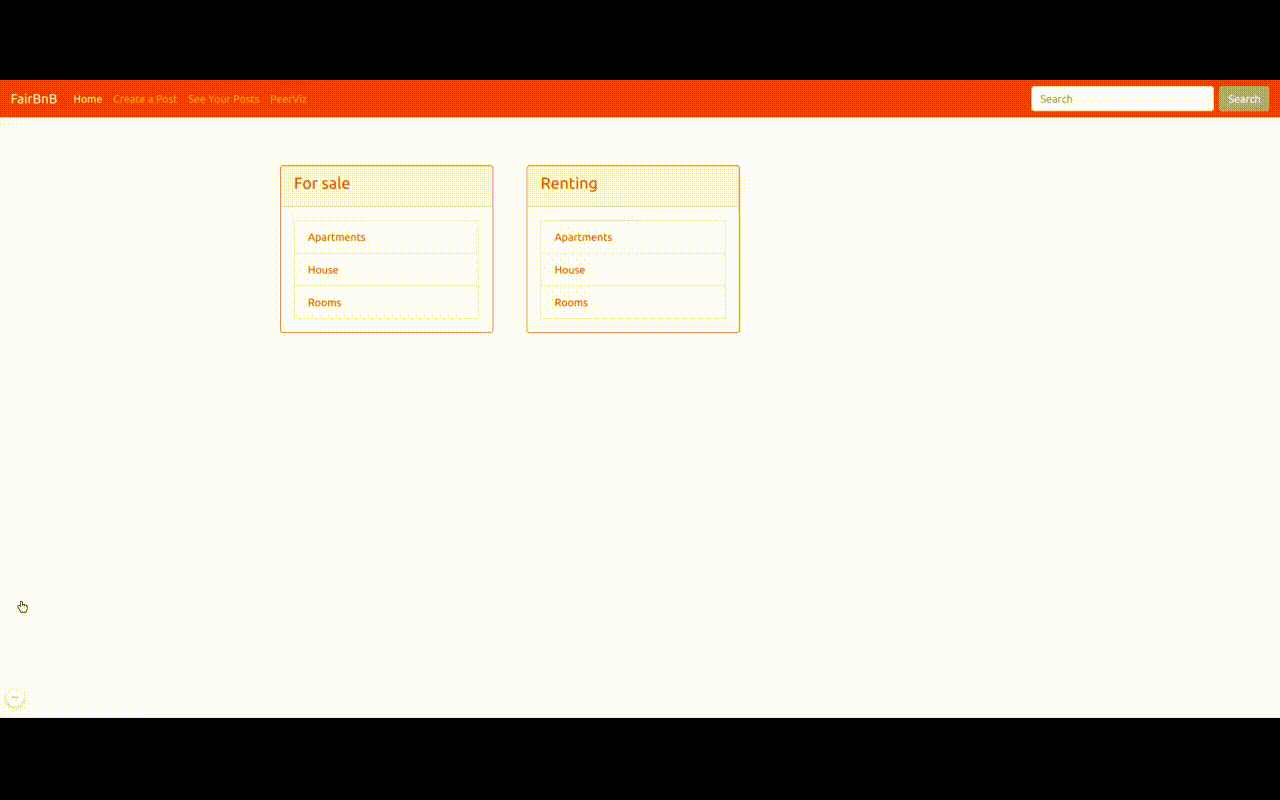 FairBnB Home Create a Post See Your Posts PeerViz Search Search
For sale
Apartments
House
Rooms
Renting
Apartments
House
Rooms
...